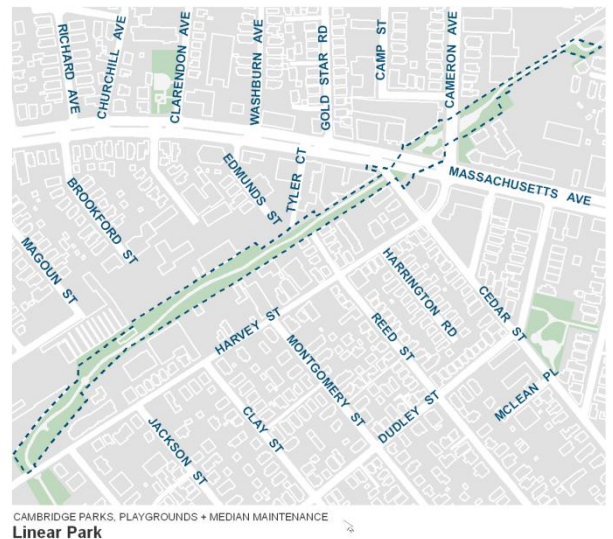 RICHARD AVE
CHURCHILL AVE
CLARENDON AVE
WASHBURN AVE
GOLD STAR RD
CAMP ST
CAMERON AVE
MASSACHUSETTS AVE
EDMUNDS ST
TYLER CT
BROOKFORD ST
MAGOUN ST
HARVEY ST
HARRINGTON RD
CEDAR ST
REED ST
MONTGOMERY ST
MCLEAN PL
DUDLEY ST
CLAY ST
JACKSON ST
CAMBRIDGE PARKS, PLAYGROUNDS + MEDIAN MAINTENANCE
Linear Park